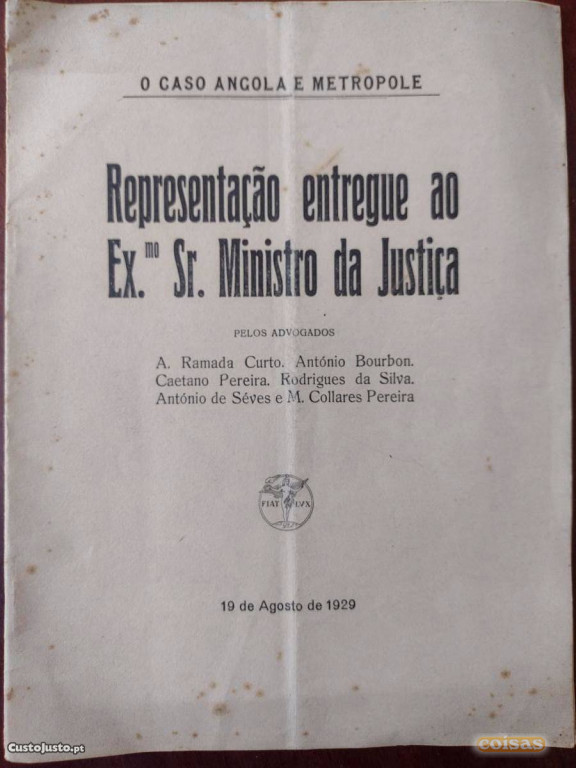 O CASO ANGOLA E METROPOLE
Representação entregue ao
Ex.mo Sr. Ministro da Justiça
PELOS ADVOGADOS
A. Ramada Curto. António Bourbon.
Caetano Pereira. Rodrigues da Silva.
António de Séves e M. Collares Pereira
FIAT LVX
19 de Agosto de 1929
CustoJusto.pt
coisas